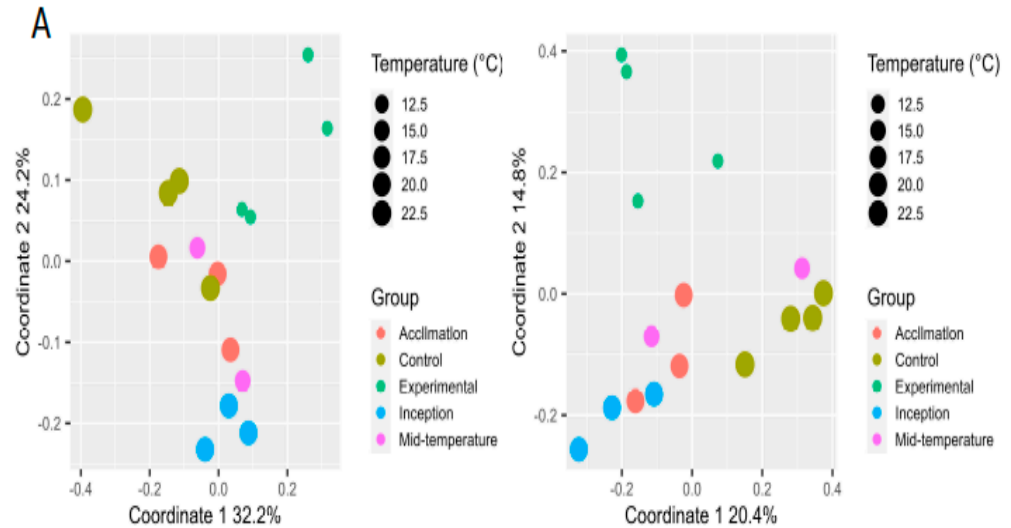 A
Temperature (°C)
12.5
15.0
17.5
20.0
22.5
Group
Acclimation
Control
Experimental
Inception
Mid-temperature
0.2
0.1
0.0
-0.1
-0.2
Coordinate 2 24.2%
-0.4
-0.2
0.0
0.2
Coordinate 1 32.2%
Temperature (°C)
12.5
15.0
17.5
20.0
22.5
Group
Acclimation
Control
Experimental
Inception
Mid-temperature
0.4
0.2
0.0
-0.2
Coordinate 2 14.8%
-0.2
0.0
0.2
0.4
Coordinate 1 20.4%